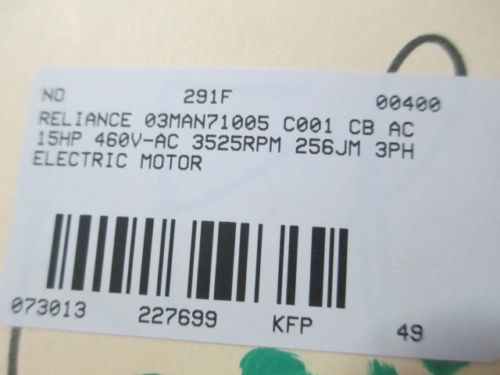 NO 291F 00400
RELIANCE 03MAN71005 C001 CB AC
15HP 460V-AC 3525RPM 256JM 3PH
ELECTRIC MOTOR
073013 227699 KFP 49